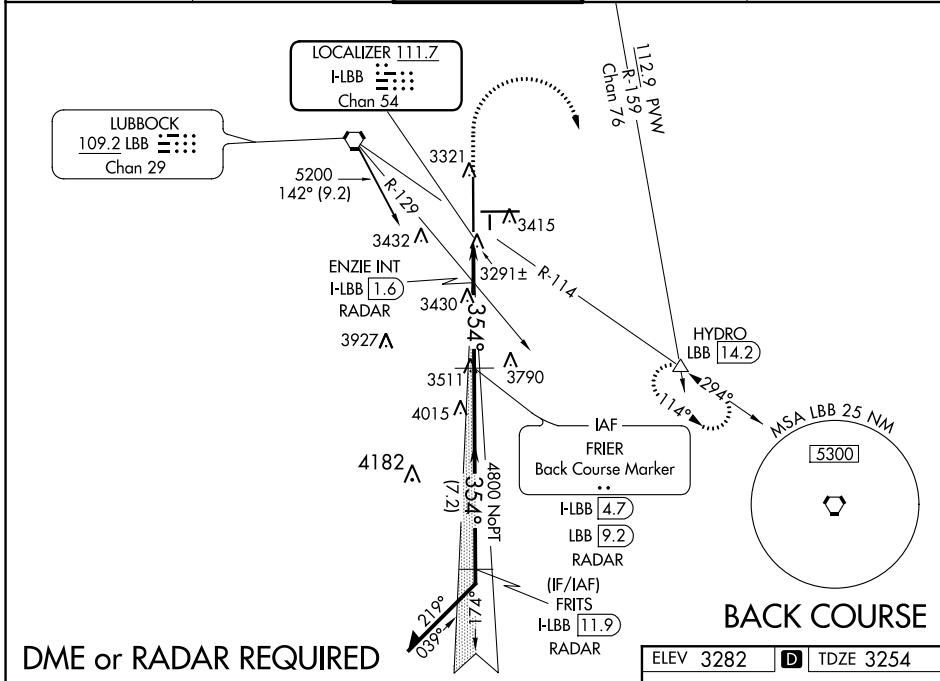 LOCALIZER 111.7
I-LBB
Chan 54
LUBBOCK
109.2 LBB
Chan 29
112.9 PVW
R-159
Chan 76
3321
5200
142° (9.2)
R-129
3415
3432
3291±
R-114
ENZIE INT
I-LBB 1.6
RADAR
3430
354°
3927
HYDRO
LBB 14.2
3511
3790
294°
114°
4015
IAF
FRIER
Back Course Marker
I-LBB 4.7
LBB 9.2
RADAR
MSA LBB 25 NM
5300
4182
4800 NoPT
354°
(7.2)
(IF/IAF)
FRITS
I-LBB 11.9
RADAR
174°
219°
039°
BACK COURSE
DME or RADAR REQUIRED
ELEV 3282 D TDZE 3254